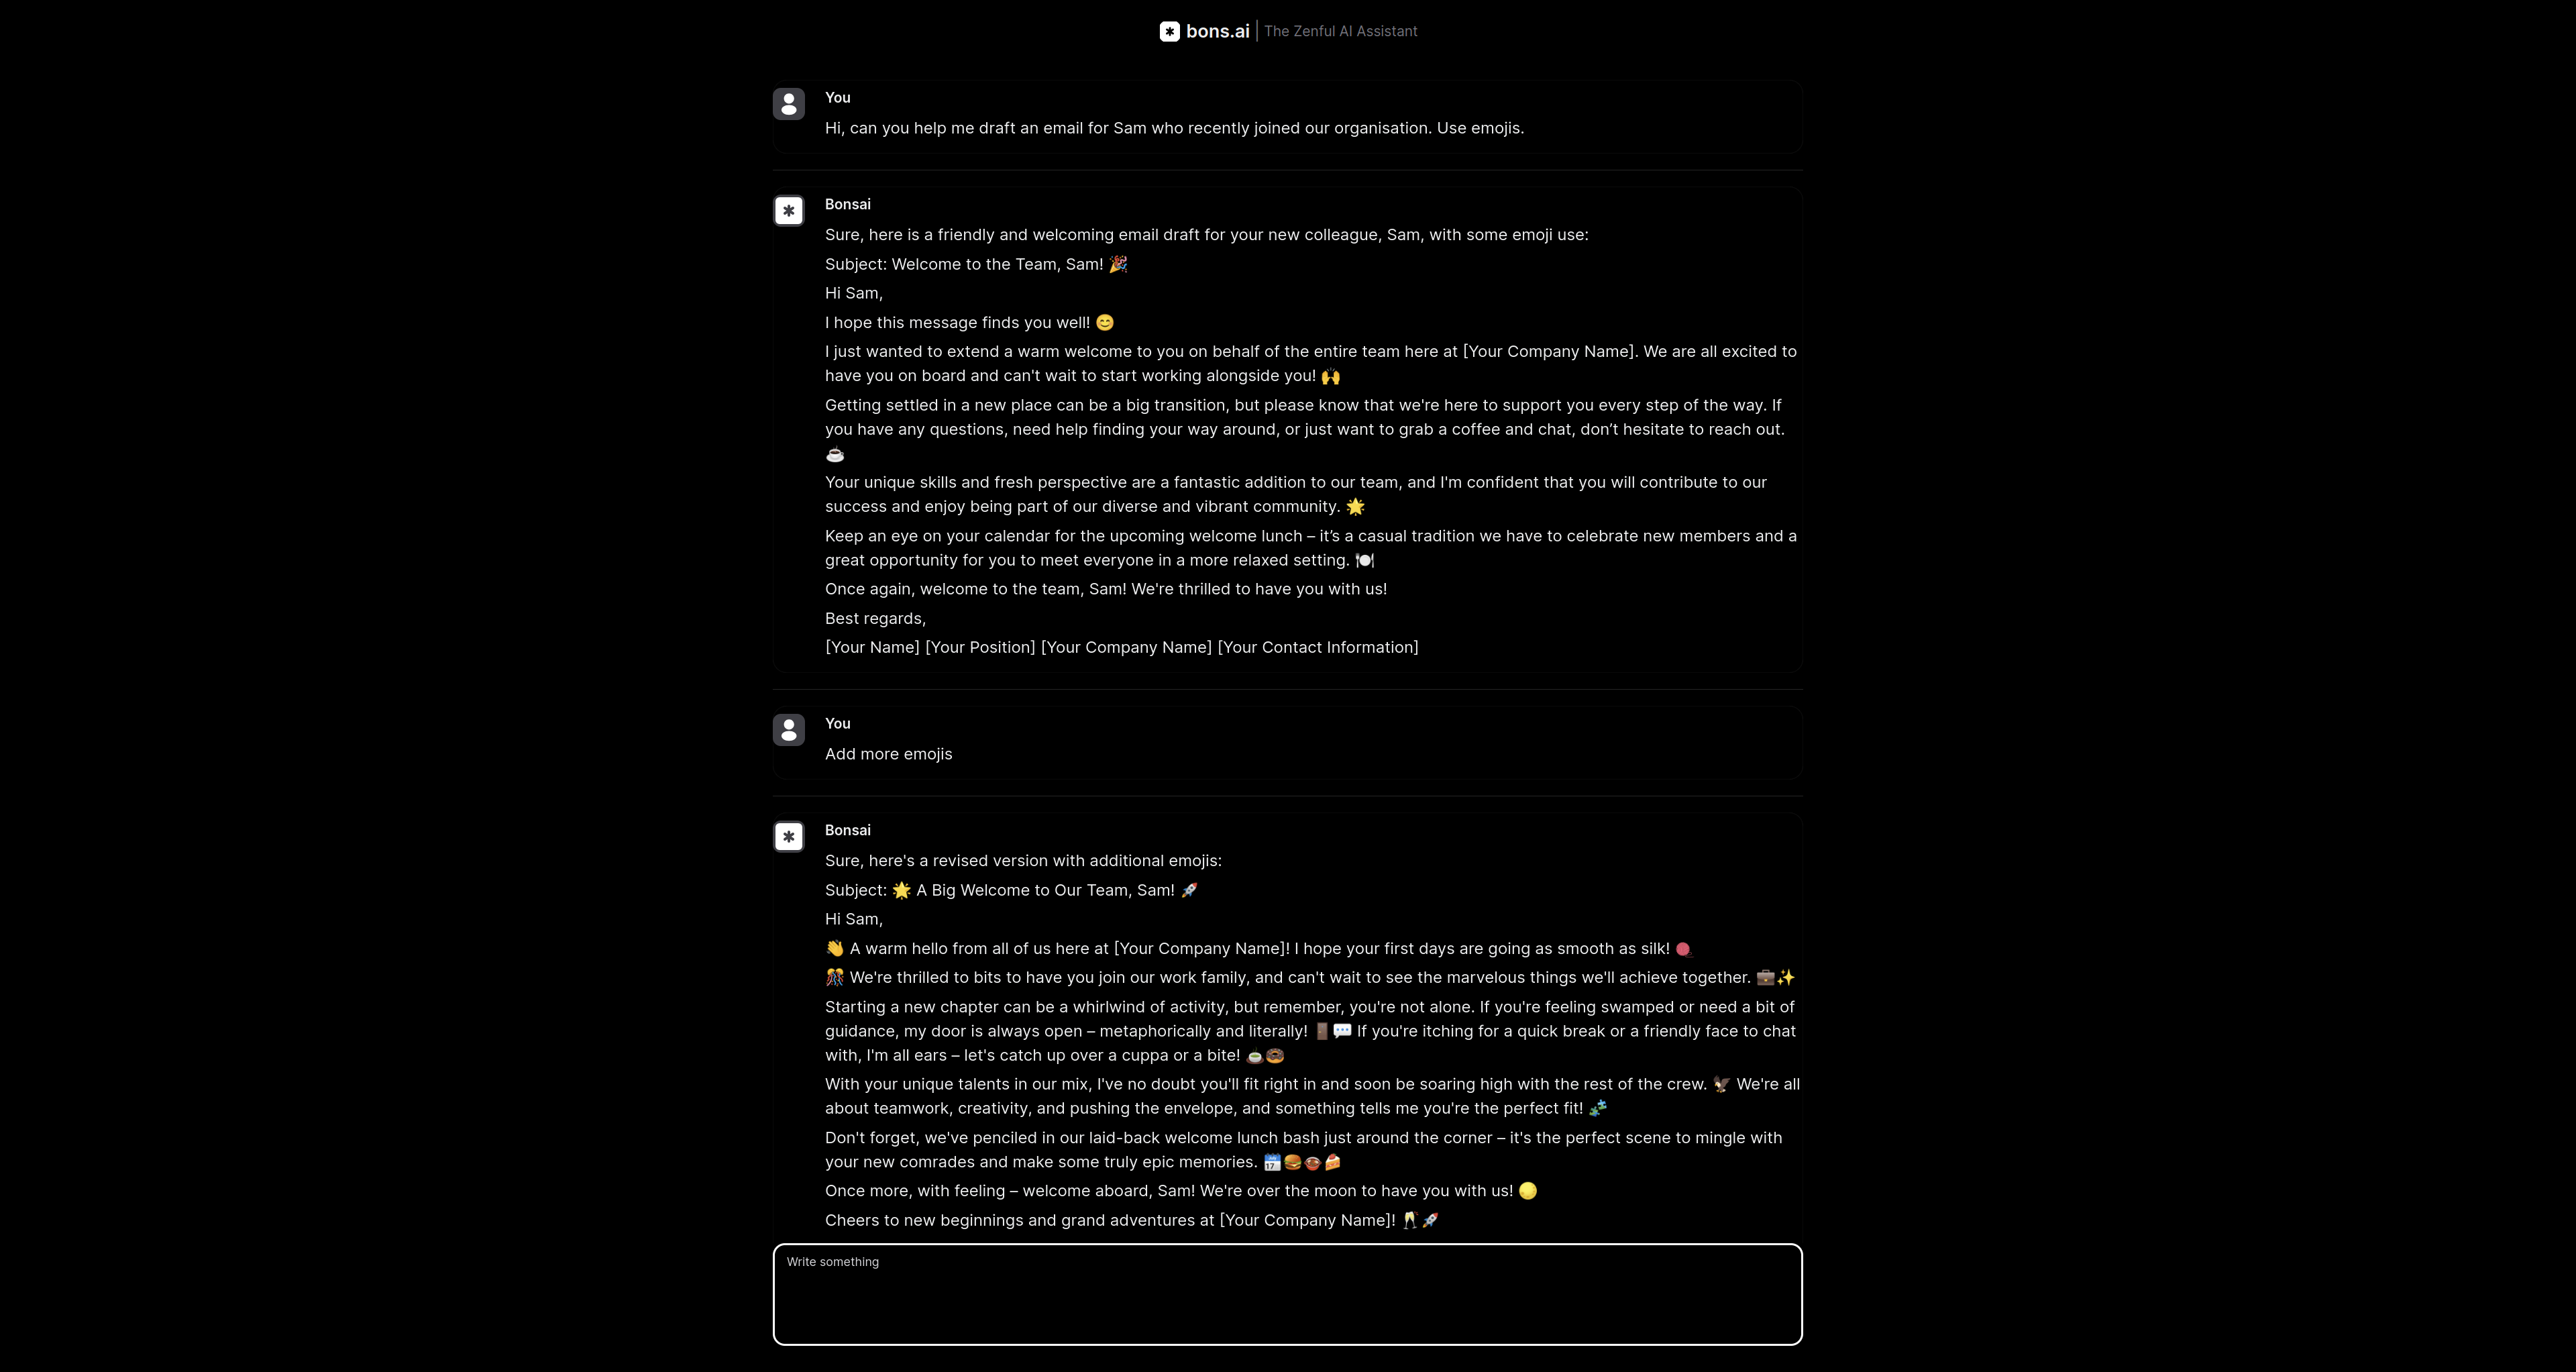 bons.ai | The Zenful AI Assistant
You
Hi, can you help me draft an email for Sam who recently joined our organisation. Use emojis.
Bonsai
Sure, here is a friendly and welcoming email draft for your new colleague, Sam, with some emoji use:
Subject: Welcome to the Team, Sam! 🎉
Hi Sam,
I hope this message finds you well! 😊
I just wanted to extend a warm welcome to you on behalf of the entire team here at [Your Company Name]. We are all excited to
have you on board and can't wait to start working alongside you! 🙌
Getting settled in a new place can be a big transition, but please know that we're here to support you every step of the way. If
you have any questions, need help finding your way around, or just want to grab a coffee and chat, don’t hesitate to reach out.
☕
Your unique skills and fresh perspective are a fantastic addition to our team, and I'm confident that you will contribute to our
success and enjoy being part of our diverse and vibrant community. 🌟
Keep an eye on your calendar for the upcoming welcome lunch – it’s a casual tradition we have to celebrate new members and a
great opportunity for you to meet everyone in a more relaxed setting. 🍽️
Once again, welcome to the team, Sam! We're thrilled to have you with us!
Best regards,
[Your Name] [Your Position] [Your Company Name] [Your Contact Information]
You
Add more emojis
Bonsai
Sure, here's a revised version with additional emojis:
Subject: 🌟 A Big Welcome to Our Team, Sam! 🚀
Hi Sam,
👋 A warm hello from all of us here at [Your Company Name]! I hope your first days are going as smooth as silk! 🧶
🎊 We're thrilled to bits to have you join our work family, and can't wait to see the marvelous things we'll achieve together. 💼✨
Starting a new chapter can be a whirlwind of activity, but remember, you're not alone. If you're feeling swamped or need a bit of
guidance, my door is always open – metaphorically and literally! 🚪💬 If you're itching for a quick break or a friendly face to chat
with, I'm all ears – let's catch up over a cuppa or a bite! 🍵🍩
With your unique talents in our mix, I've no doubt you'll fit right in and soon be soaring high with the rest of the crew. 🦅 We're all
about teamwork, creativity, and pushing the envelope, and something tells me you're the perfect fit! 🧩
Don't forget, we've penciled in our laid-back welcome lunch bash just around the corner – it's the perfect scene to mingle with
your new comrades and make some truly epic memories. 📅🍔🍲🍰
Once more, with feeling – welcome aboard, Sam! We're over the moon to have you with us! 🌕
Cheers to new beginnings and grand adventures at [Your Company Name]! 🥂🚀
Write something